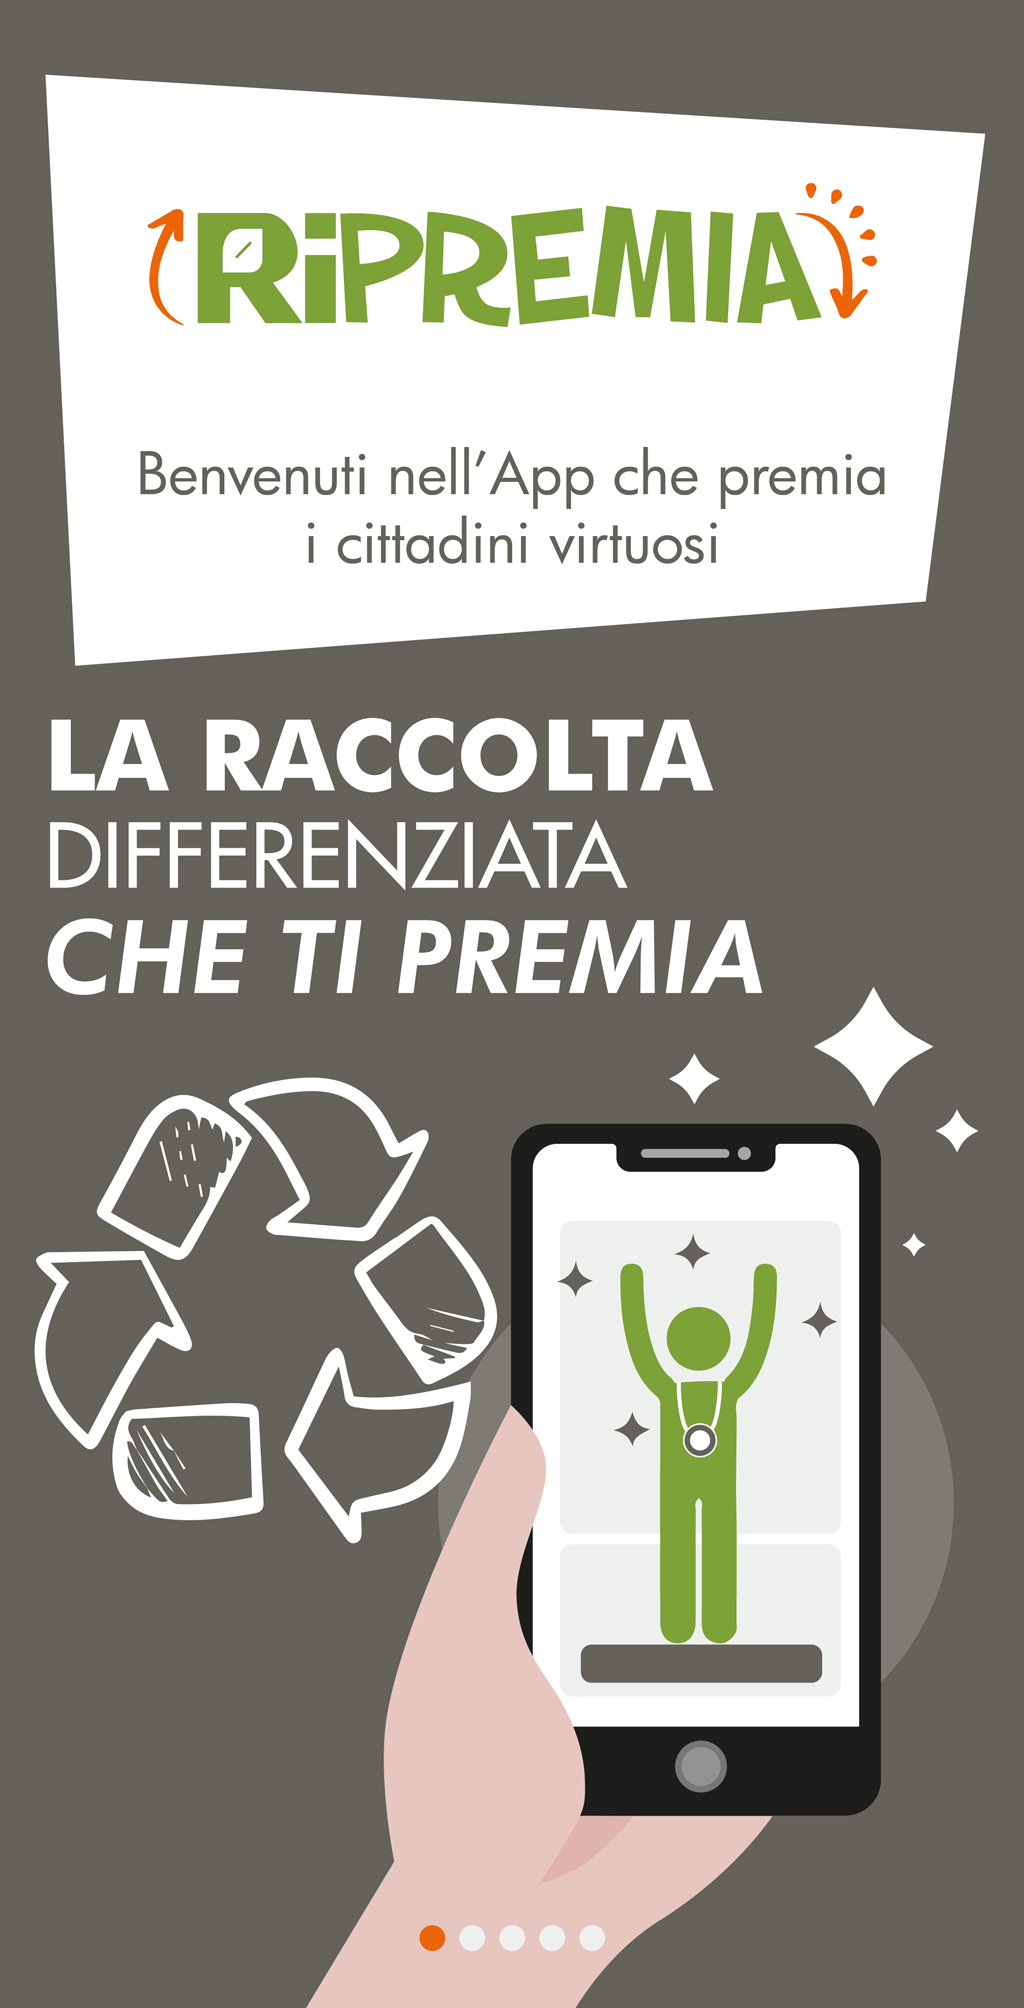 RiPREMIA
Benvenuti nell'App che premia
i cittadini virtuosi
LA RACCOLTA
DIFFERENZIATA
CHE TI PREMIA